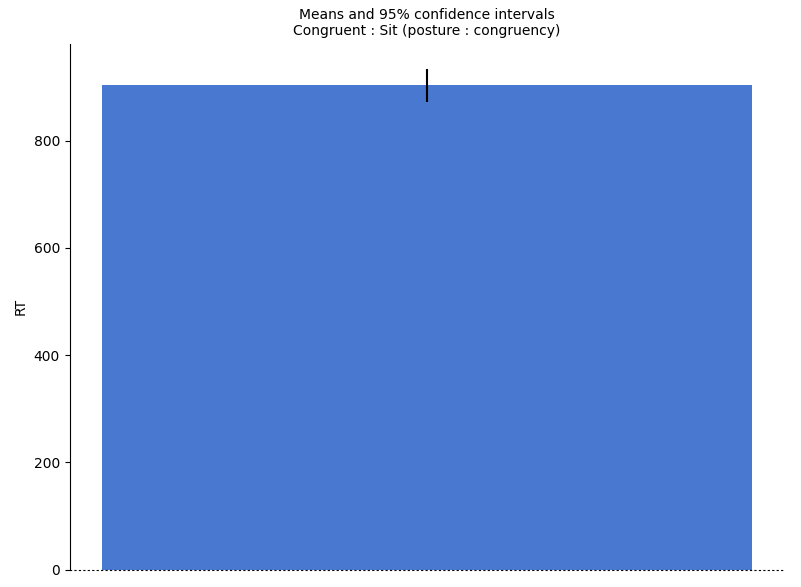 Means and 95% confidence intervals
Congruent : Sit (posture : congruency)
800
600
RT
400
200
0